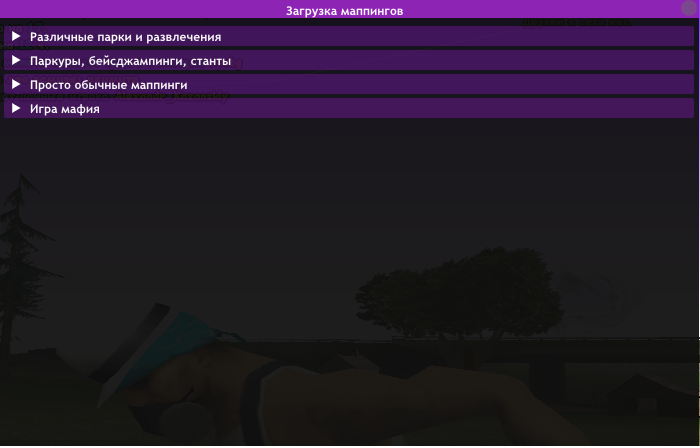 Загрузка маппингов
Различные парки и развлечения
Паркуры, бейсджампинги, станты
Просто обычные маппинги
Игра мафия